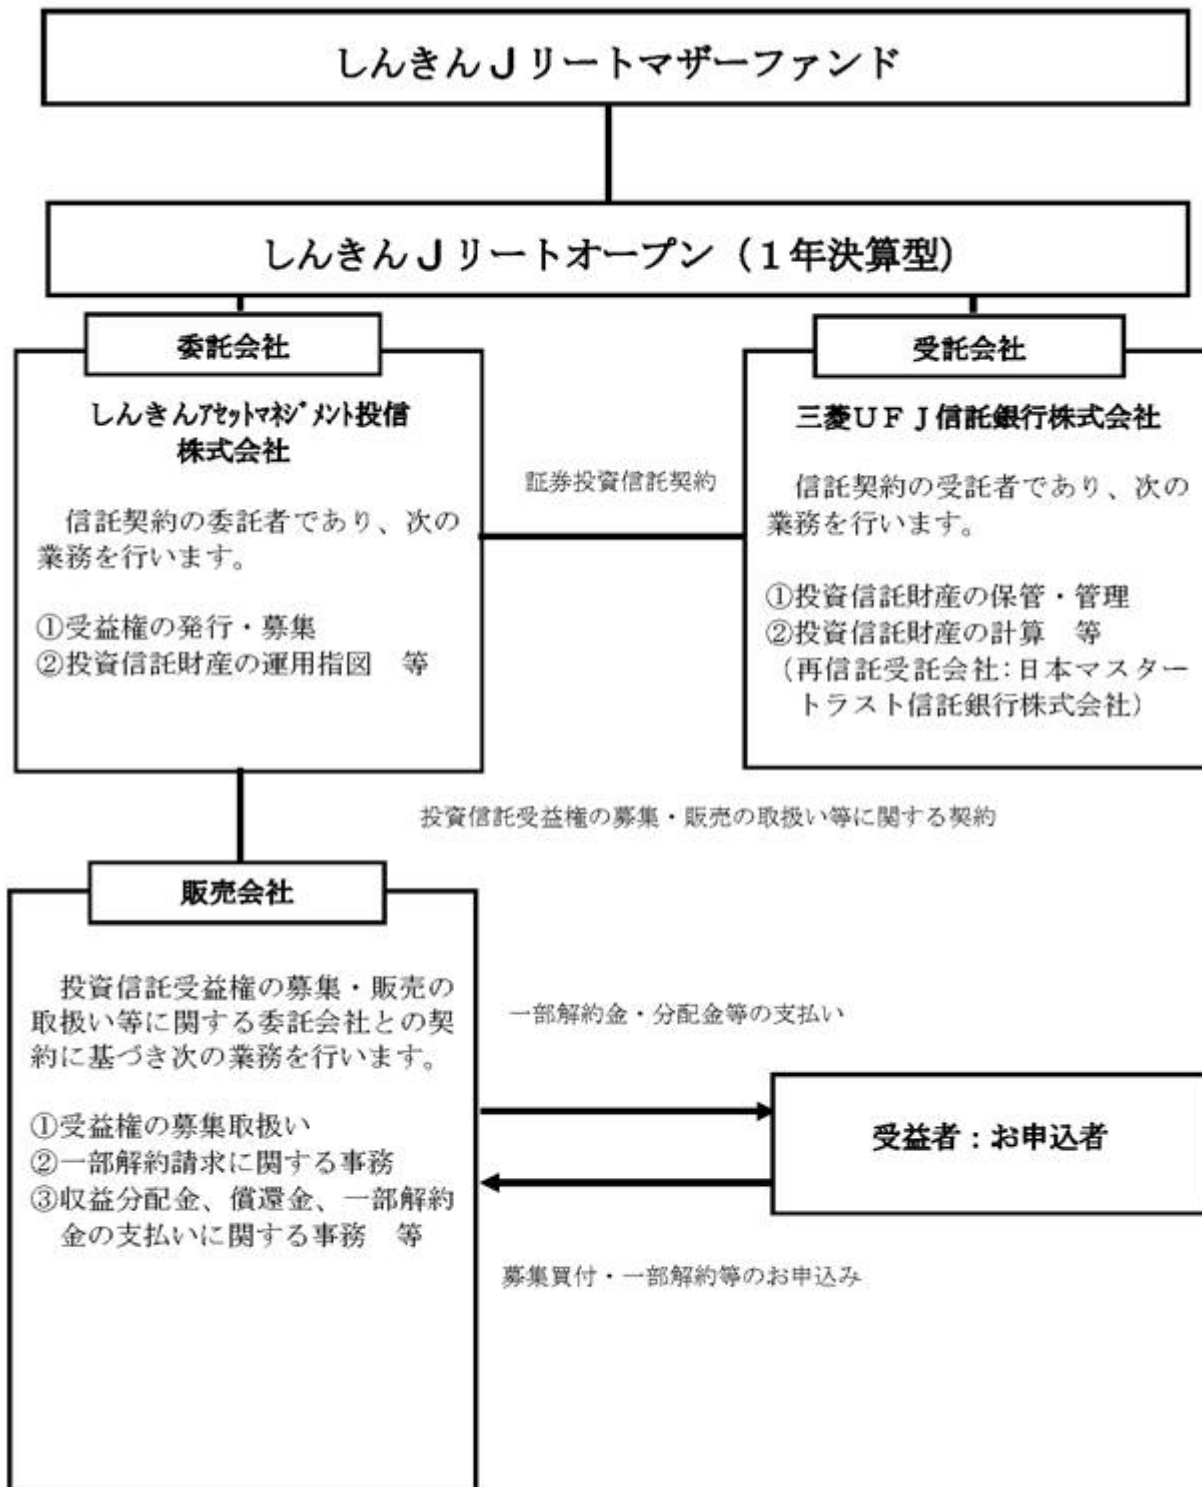 しんきんJリートマザーファンド
しんきんJリートオープン（１年決算型）
委託会社
しんきんｱｾｯﾄﾏﾈｼﾞﾒﾝﾄ投信
株式会社
信託契約の委託者であり、次の
業務を行います。
①受益権の発行・募集
②投資信託財産の運用指図　等
証券投資信託契約
受託会社
三菱ＵＦＪ信託銀行株式会社
信託契約の受託者であり、次の
業務を行います。
①投資信託財産の保管・管理
②投資信託財産の計算　等
（再信託受託会社：日本マスター
トラスト信託銀行株式会社）
投資信託受益権の募集・販売の取扱い等に関する契約
販売会社
投資信託受益権の募集・販売の
取扱い等に関する委託会社との契
約に基づき次の業務を行います。
①受益権の募集取扱い
②一部解約請求に関する事務
③収益分配金、償還金、一部解約
金の支払いに関する事務　等
一部解約金・分配金等の支払い
受益者：お申込者
募集買付・一部解約等のお申込み